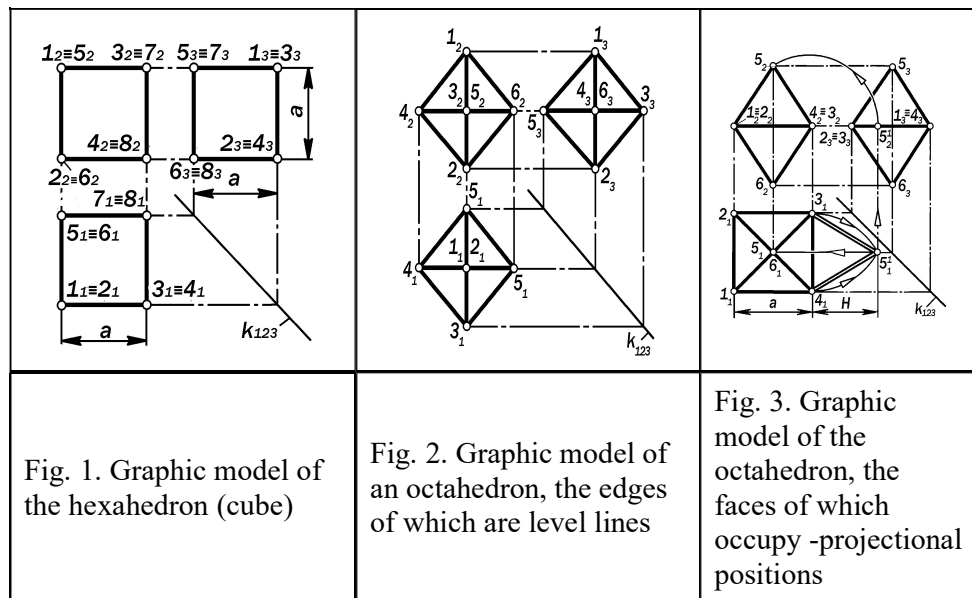 1₂≡5₂ 3₂≡7₂ 5₃≡7₃ 1₃≡3₃
a
4₂≡8₂ 2₃≡4₃
2₂≡6₂ 6₃≡8₃ a
7₁≡8₁
5₁≡6₁
1₁≡2₁ 3₁≡4₁
a k₁₂₃
1₂ 1₃
3₂ 5₂ 6₂ 4₃ 6₃ 3₃
4₂ 5₃
2₂ 2₃
5₁
1₁ 2₁
4₁ 5₁
3₁
k₁₂₃
5₂ 5₃
1₂≡2₂ 4₂≡3₂ 1₃≡4₃
2₃≡3₃ 5₂¹
6₂ 6₃
2₁ 3₁
5₁ 6₁ 5₁¹
1₁ 4₁
a H
k₁₂₃
Fig. 1. Graphic model of
the hexahedron (cube)
Fig. 2. Graphic model of
an octahedron, the edges
of which are level lines
Fig. 3. Graphic
model of the
octahedron, the
faces of which
occupy -projectional
positions